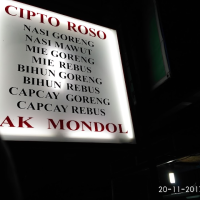 CIPTO ROSO
NASI GORENG
NASI MAWUT
MIE GORENG
MIE REBUS
BIHUN GORENG
BIHUN REBUS
CAPCAY GORENG
CAPCAY REBUS
AK MONDOL
20-11-201